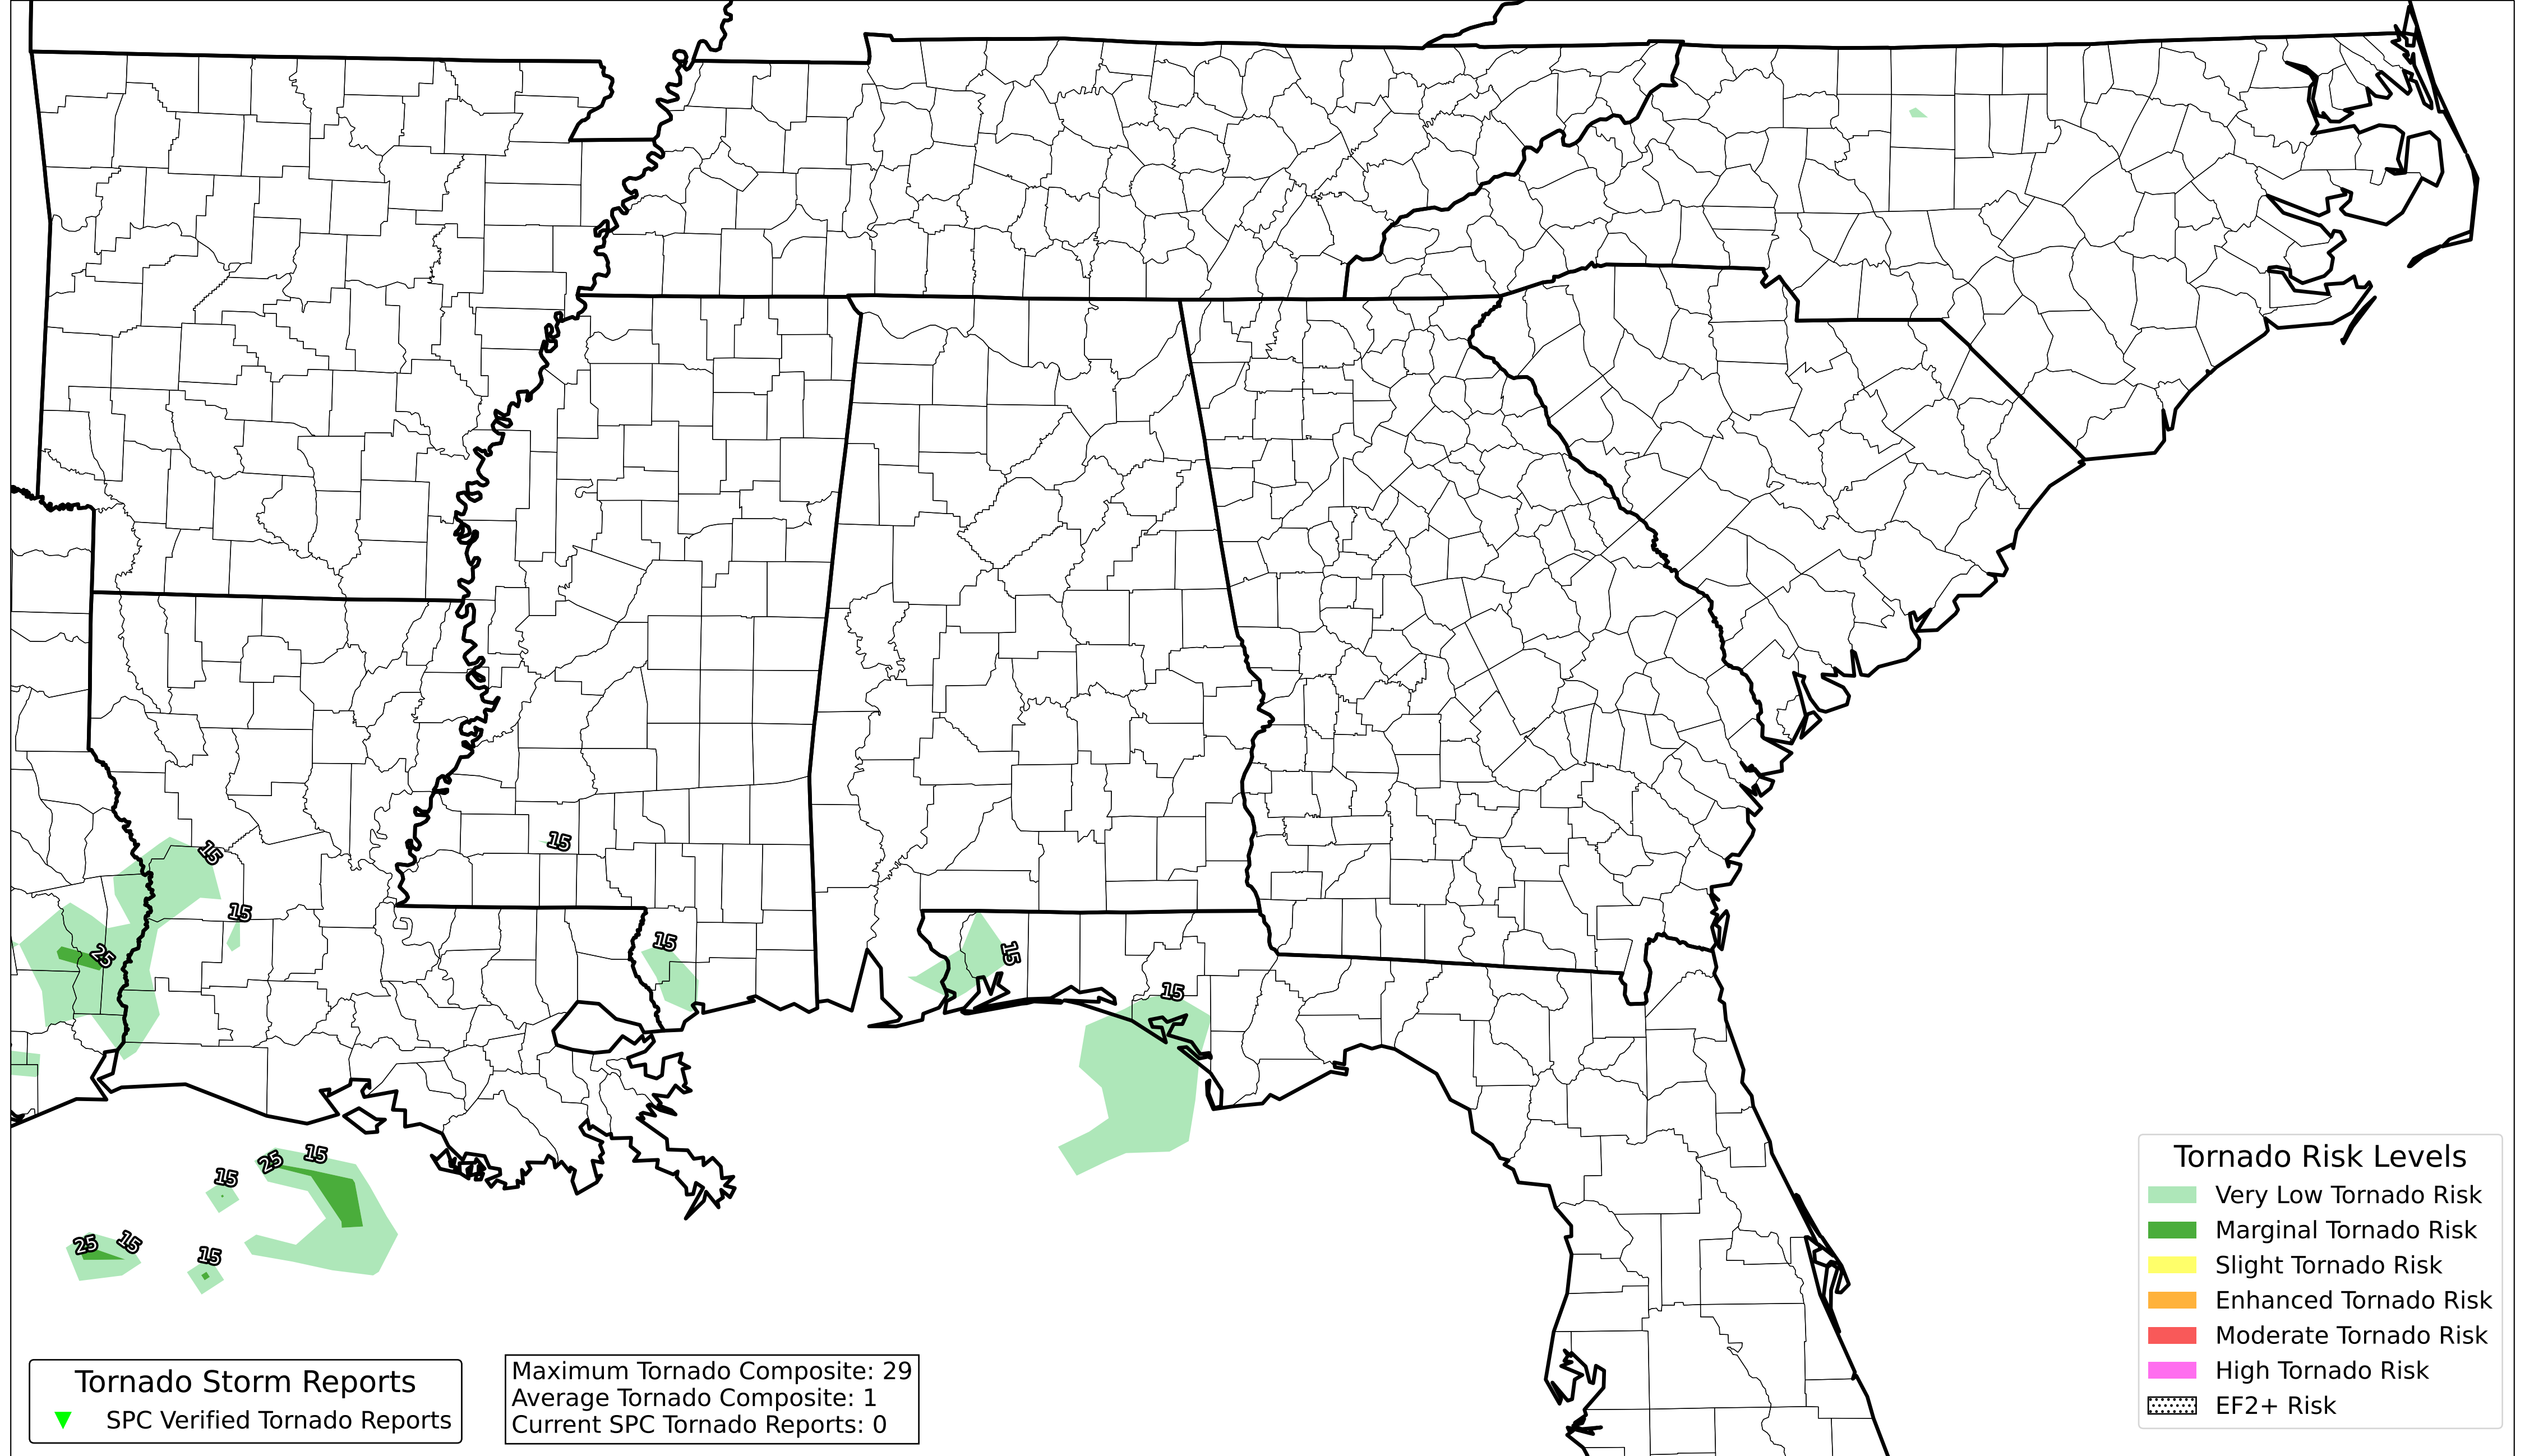 15
15
15
25
15
15
15
25
15
15
25
15
15
Tornado Risk Levels
Very Low Tornado Risk
Marginal Tornado Risk
Slight Tornado Risk
Enhanced Tornado Risk
Moderate Tornado Risk
High Tornado Risk
EF2+ Risk
Tornado Storm Reports
SPC Verified Tornado Reports
Maximum Tornado Composite: 29
Average Tornado Composite: 1
Current SPC Tornado Reports: 0